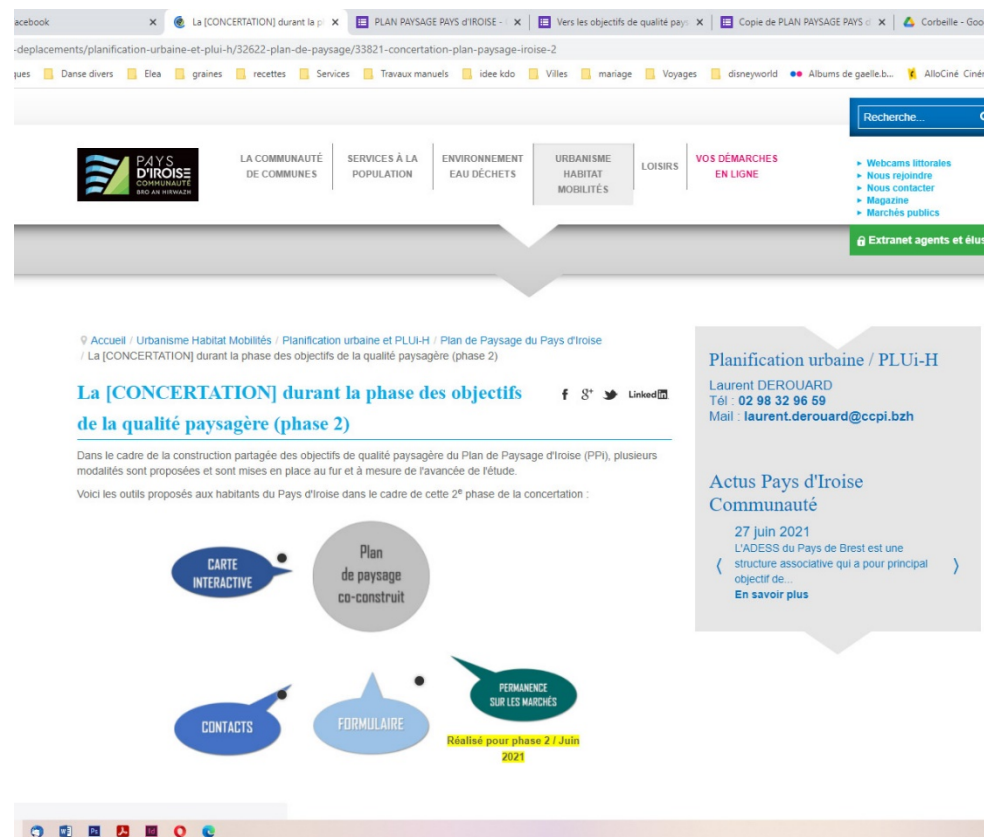 acebook
La [CONCERTATION] durant la p
PLAN PAYSAGE PAYS d'IROISE -
Vers les objectifs de qualité pays
Copie de PLAN PAYSAGE PAYS d
Corbeille - Goo
-deplacements/planification-urbaine-et-plui-h/32622-plan-de-paysage/33821-concertation-plan-paysage-iroise-2
ques
Danse divers
Elea
graines
recettes
Services
Travaux manuels
idee kdo
Villes
mariage
Voyages
disneyworld
Albums de gaelle.b...
AlloCiné Ciném
Recherche...
PAYS
D'IROISE
COMMUNAUTÉ
BRO AN HIRWAZH
LA COMMUNAUTÉ
DE COMMUNES
SERVICES À LA
POPULATION
ENVIRONNEMENT
EAU DÉCHETS
URBANISME
HABITAT
MOBILITÉS
LOISIRS
VOS DÉMARCHES
EN LIGNE
Webcams littorales
Nous rejoindre
Nous contacter
Magazine
Marchés publics
Extranet agents et élus
Accueil / Urbanisme Habitat Mobilités / Planification urbaine et PLUi-H / Plan de Paysage du Pays d'Iroise
/ La [CONCERTATION] durant la phase des objectifs de la qualité paysagère (phase 2)
La [CONCERTATION] durant la phase des objectifs
de la qualité paysagère (phase 2)
f g+ Linked in
Dans le cadre de la construction partagée des objectifs de qualité paysagère du Plan de Paysage d'Iroise (PPi), plusieurs
modalités sont proposées et sont mises en place au fur et à mesure de l'avancée de l'étude.
Voici les outils proposés aux habitants du Pays d'Iroise dans le cadre de cette 2e phase de la concertation :
CARTE
INTERACTIVE
Plan
de paysage
co-construit
CONTACTS
FORMULAIRE
PERMANENCE
SUR LES MARCHÉS
Réalisé pour phase 2 / Juin
2021
Planification urbaine / PLUi-H
Laurent DEROUARD
Tél : 02 98 32 96 59
Mail : laurent.derouard@ccpi.bzh
Actus Pays d'Iroise
Communauté
27 juin 2021
L'ADESS du Pays de Brest est une
structure associative qui a pour principal
objectif de...
En savoir plus